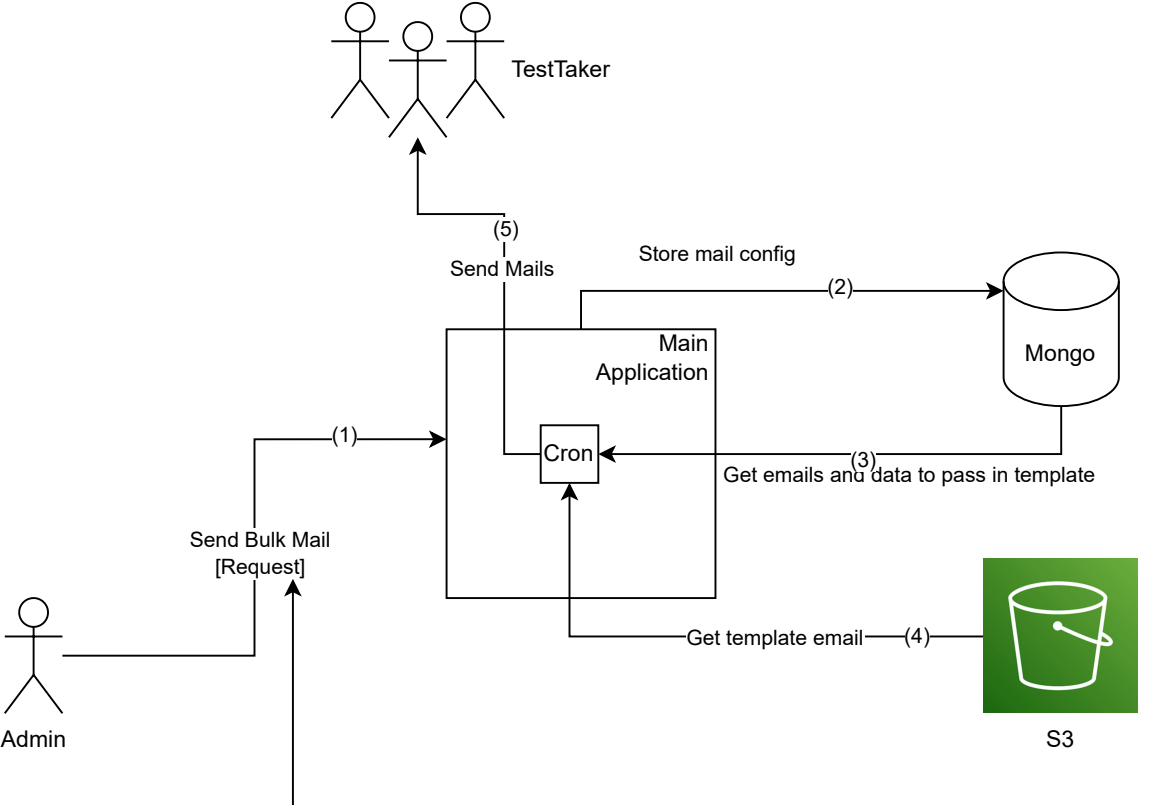 TestTaker
(5)
Send Mails
Store mail config
(2)
Main
Application
Mongo
(1)
Cron
(3)
Get emails and data to pass in template
Send Bulk Mail
[Request]
Get template email
(4)
Admin
S3